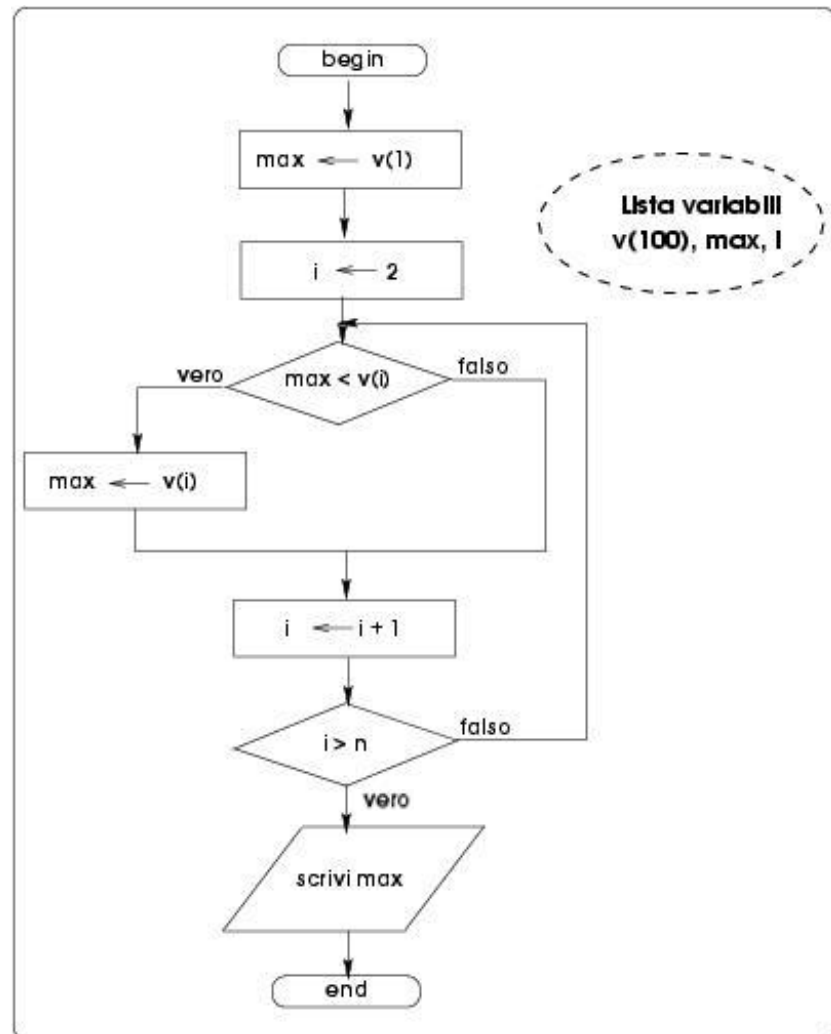 begin
max ← v(1)
Lista variabili
v(100), max, i
i ← 2
max < v(i)
vero
falso
max ← v(i)
i ← i + 1
i > n
falso
vero
scrivi max
end